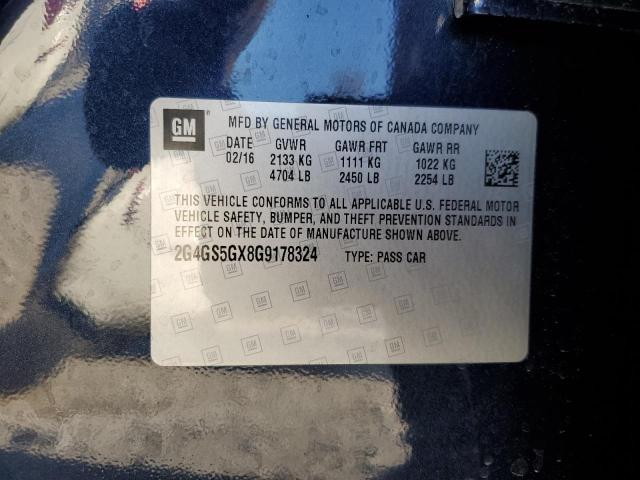 GM
MFD BY GENERAL MOTORS OF CANADA COMPANY
DATE GVWR GAWR FRT GAWR RR
02/16 2133 KG 1111 KG 1022 KG
4704 LB 2450 LB 2254 LB
THIS VEHICLE CONFORMS TO ALL APPLICABLE U.S. FEDERAL MOTOR
VEHICLE SAFETY, BUMPER, AND THEFT PREVENTION STANDARDS IN
EFFECT ON THE DATE OF MANUFACTURE SHOWN ABOVE.
2G4GS5GX8G9178324 TYPE: PASS CAR